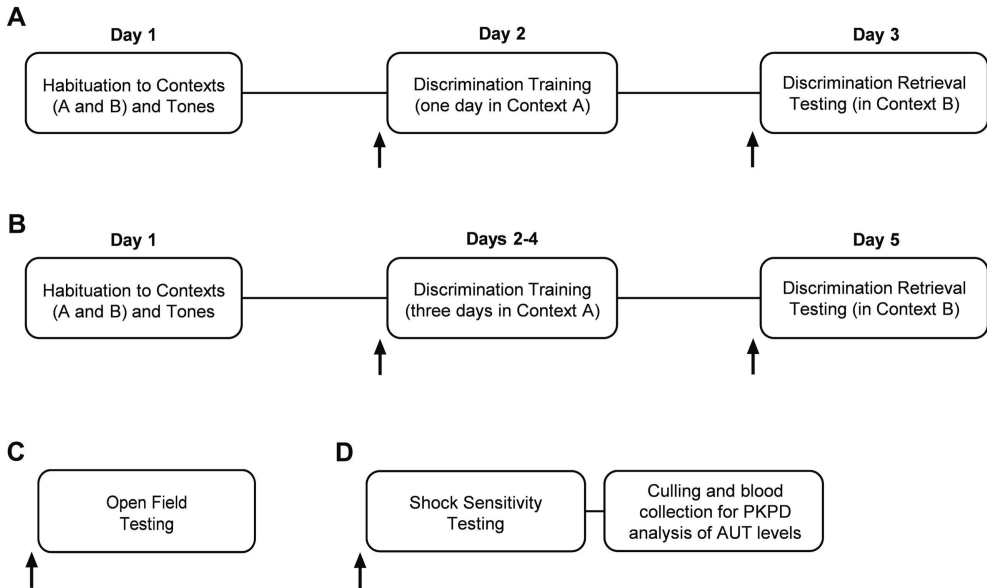 A
Day 1
Day 2
Day 3
Habituation to Contexts
(A and B) and Tones
Discrimination Training
(one day in Context A)
Discrimination Retrieval
Testing (in Context B)
B
Day 1
Days 2-4
Day 5
Habituation to Contexts
(A and B) and Tones
Discrimination Training
(three days in Context A)
Discrimination Retrieval
Testing (in Context B)
C
Open Field
Testing
D
Shock Sensitivity
Testing
Culling and blood
collection for PKPD
analysis of AUT levels